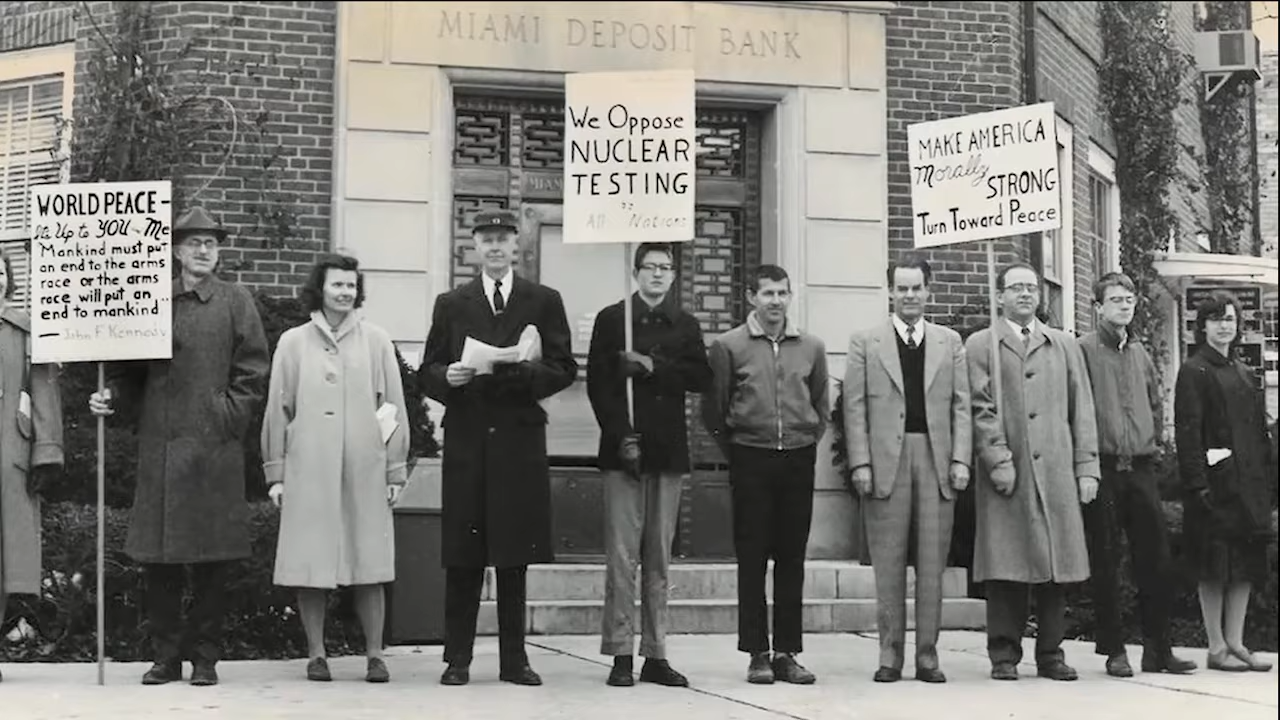 MIAMI DEPOSIT BANK
WORLD PEACE -
Its Up to YOU - Me
Mankind must put
an end to the arms
race or the arms
race will put an
end to mankind...
- John F. Kennedy
We Oppose
NUCLEAR
TESTING
All Nations
MAKE AMERICA
Morally
STRONG
Turn Toward Peace
MIAMI